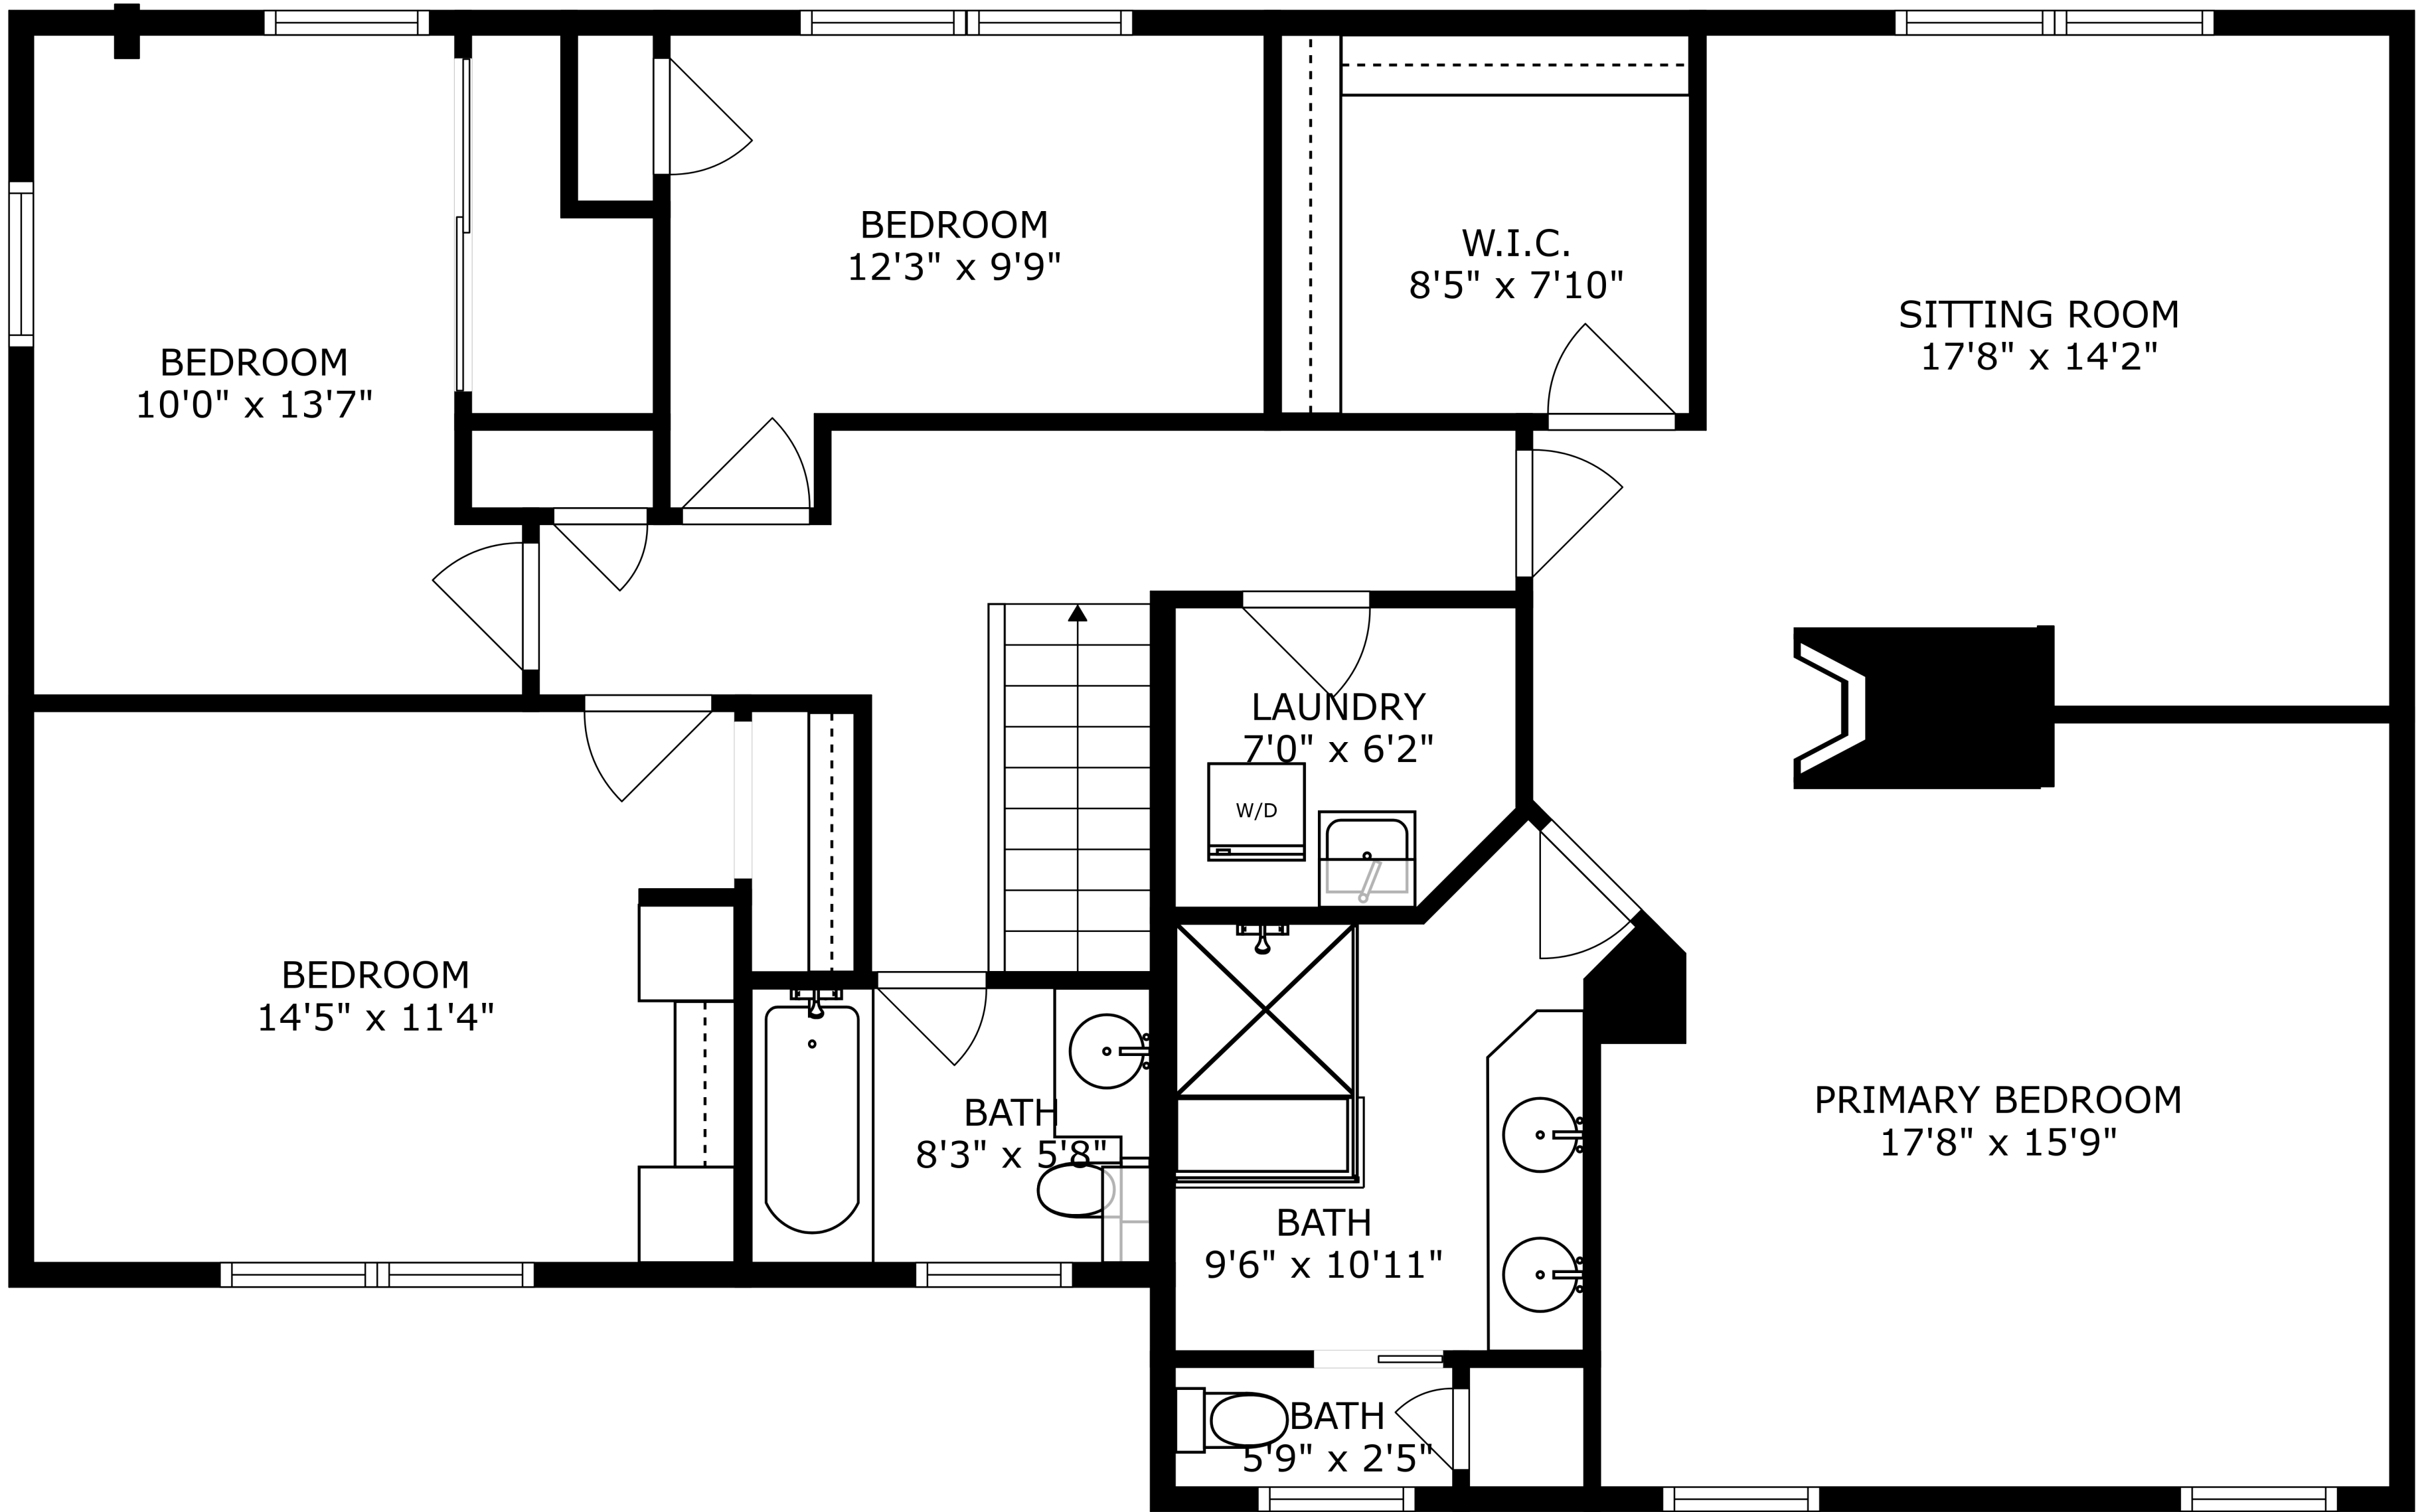 BEDROOM
12'3" x 9'9"
W.I.C.
8'5" x 7'10"
SITTING ROOM
17'8" x 14'2"
BEDROOM
10'0" x 13'7"
LAUNDRY
7'0" x 6'2"
W/D
BEDROOM
14'5" x 11'4"
BATH
8'3" x 5'8"
PRIMARY BEDROOM
17'8" x 15'9"
BATH
9'6" x 10'11"
BATH
5'9" x 2'5"